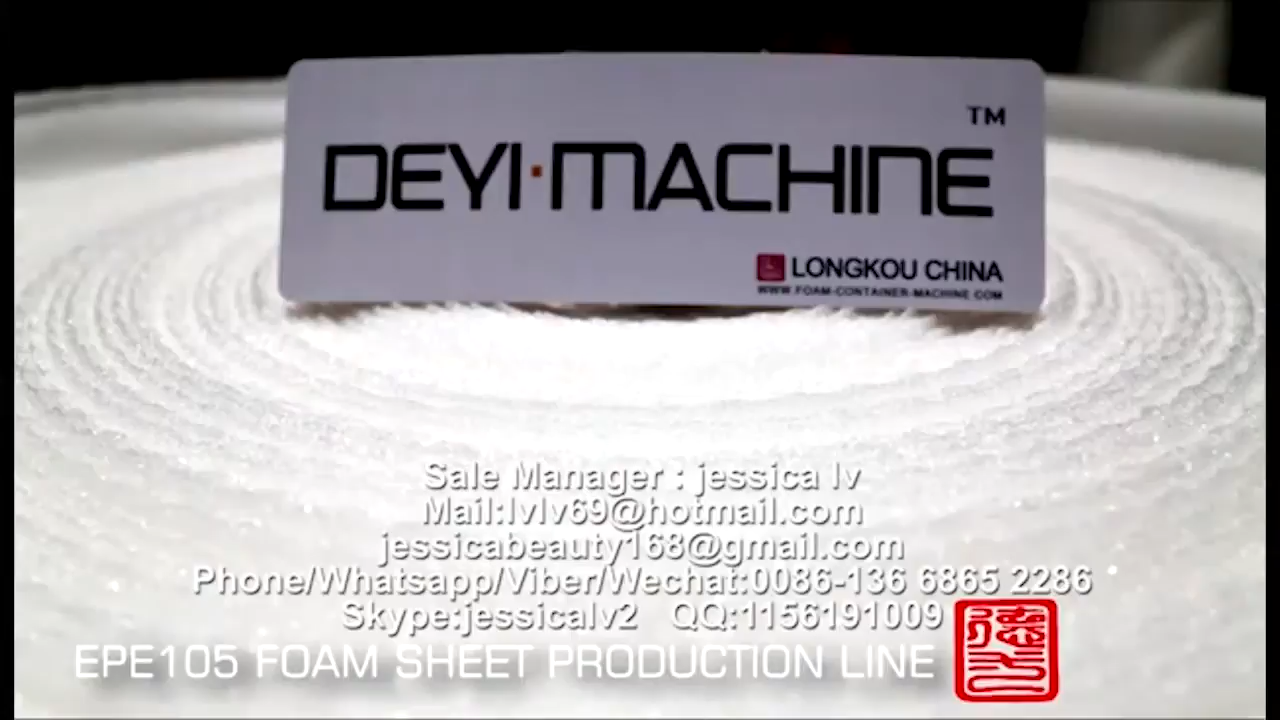 TM
DEYI·MACHINE
LONGKOU CHINA
WWW.FOAM-CONTAINER-MACHINE.COM
Sale Manager : jessica lv
Mail:lvlv69@hotmail.com
jessicabeauty168@gmail.com
Phone/Whatsapp/Viber/Wechat:0086-136 6865 2286
Skype:jessicalv2 QQ:1156191009
EPE105 FOAM SHEET PRODUCTION LINE